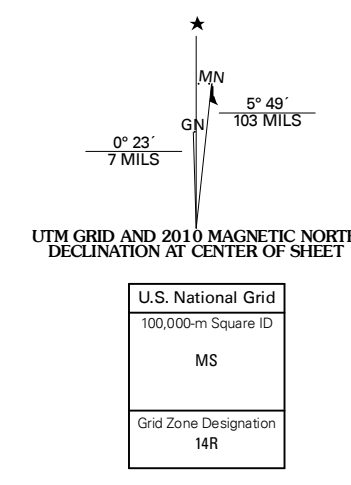 ★
MN
5° 49´
103 MILS
GN
0° 23´
7 MILS
UTM GRID AND 2010 MAGNETIC NORTH
DECLINATION AT CENTER OF SHEET
U.S. National Grid
100,000-m Square ID
MS
Grid Zone Designation
14R